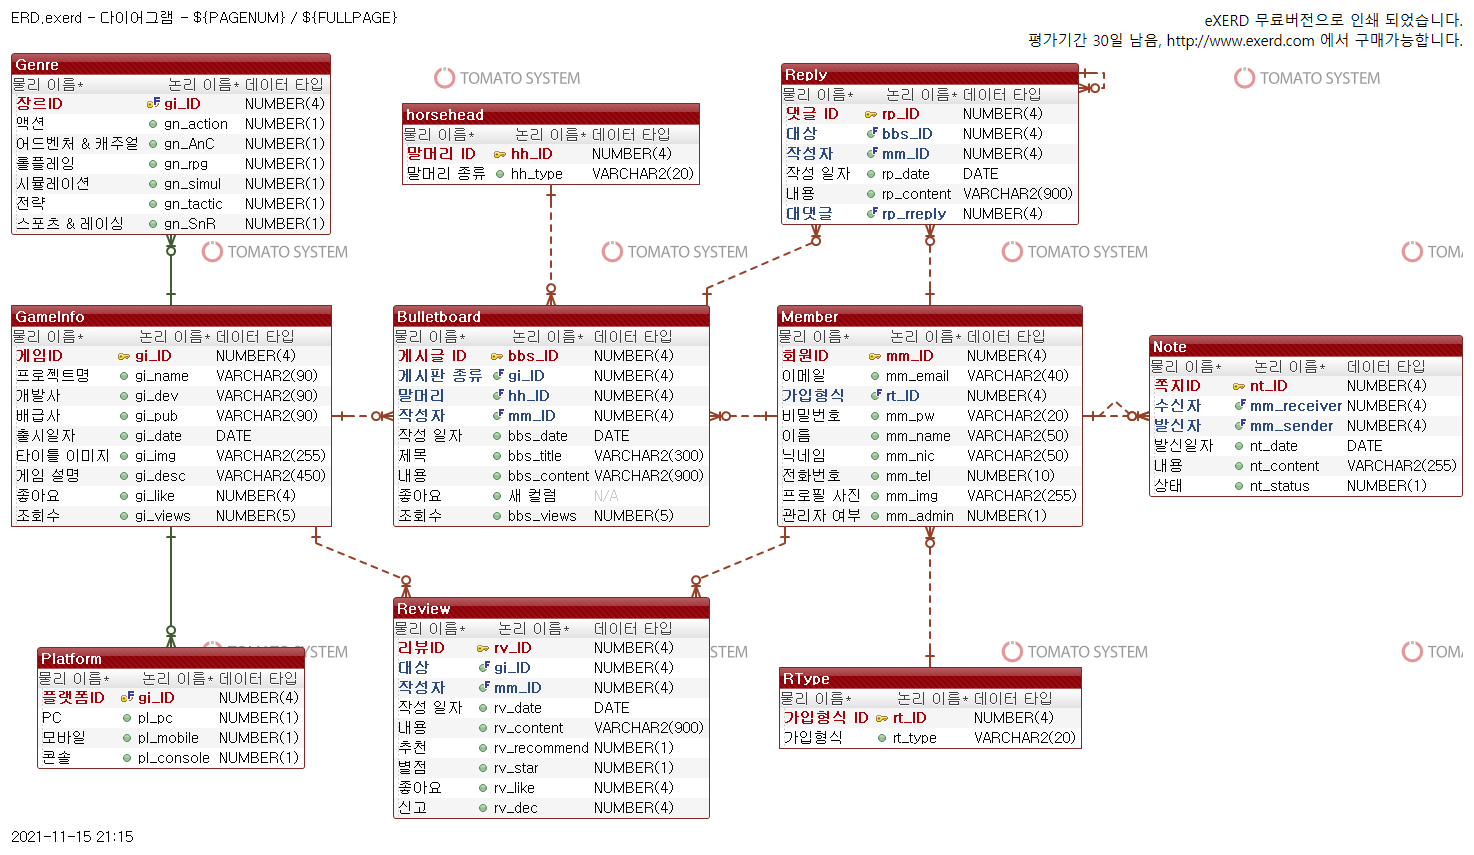 ERD.exerd - 다이어그램 - ${PAGENUM} / ${FULLPAGE}
eXERD 무료버전으로 인쇄 되었습니다.
평가기간 30일 남음, http://www.exerd.com 에서 구매가능합니다.
TOMATO SYSTEM
TOMATO SYSTEM
Genre
물리 이름* 논리 이름* 데이터 타입
장르ID gi_ID NUMBER(4)
액션 gn_action NUMBER(1)
어드벤처 & 캐주얼 gn_AnC NUMBER(1)
롤플레잉 gn_rpg NUMBER(1)
시뮬레이션 gn_simul NUMBER(1)
전략 gn_tactic NUMBER(1)
스포츠 & 레이싱 gn_SnR NUMBER(1)
horsehead
물리 이름* 논리 이름* 데이터 타입
말머리 ID hh_ID NUMBER(4)
말머리 종류 hh_type VARCHAR2(20)
Reply
물리 이름* 논리 이름* 데이터 타입
댓글 ID rp_ID NUMBER(4)
대상 bbs_ID NUMBER(4)
작성자 mm_ID NUMBER(4)
작성 일자 rp_date DATE
내용 rp_content VARCHAR2(900)
대댓글 rp_rreply NUMBER(4)
TOMATO SYSTEM
TOMATO SYSTEM
TOMATO SYSTEM
TOM
GameInfo
물리 이름* 논리 이름* 데이터 타입
게임ID gi_ID NUMBER(4)
프로젝트명 gi_name VARCHAR2(90)
개발사 gi_dev VARCHAR2(90)
배급사 gi_pub VARCHAR2(90)
출시일자 gi_date DATE
타이틀 이미지 gi_img VARCHAR2(255)
게임 설명 gi_desc VARCHAR2(450)
좋아요 gi_like NUMBER(4)
조회수 gi_views NUMBER(5)
Bulletboard
물리 이름* 논리 이름* 데이터 타입
게시글 ID bbs_ID NUMBER(4)
게시판 종류 gi_ID NUMBER(4)
말머리 hh_ID NUMBER(4)
작성자 mm_ID NUMBER(4)
작성 일자 bbs_date DATE
제목 bbs_title VARCHAR2(300)
내용 bbs_content VARCHAR2(900)
좋아요 새 컬럼 N/A
조회수 bbs_views NUMBER(5)
Member
물리 이름* 논리 이름* 데이터 타입
회원ID mm_ID NUMBER(4)
이메일 mm_email VARCHAR2(40)
가입형식 rt_ID NUMBER(4)
비밀번호 mm_pw VARCHAR2(20)
이름 mm_name VARCHAR2(50)
닉네임 mm_nic VARCHAR2(50)
전화번호 mm_tel NUMBER(10)
프로필 사진 mm_img VARCHAR2(255)
관리자 여부 mm_admin NUMBER(1)
Note
물리 이름* 논리 이름* 데이터 타입
쪽지ID nt_ID NUMBER(4)
수신자 mm_receiver NUMBER(4)
발신자 mm_sender NUMBER(4)
발신일자 nt_date DATE
내용 nt_content VARCHAR2(255)
상태 nt_status NUMBER(1)
Platform
물리 이름* 논리 이름* 데이터 타입
플랫폼ID gi_ID NUMBER(4)
PC pl_pc NUMBER(1)
모바일 pl_mobile NUMBER(1)
콘솔 pl_console NUMBER(1)
SYSTEM
Review
물리 이름* 논리 이름* 데이터 타입
리뷰ID rv_ID NUMBER(4)
대상 gi_ID NUMBER(4)
작성자 mm_ID NUMBER(4)
작성 일자 rv_date DATE
내용 rv_content VARCHAR2(900)
추천 rv_recommend NUMBER(1)
별점 rv_star NUMBER(1)
좋아요 rv_like NUMBER(4)
신고 rv_dec NUMBER(4)
STEM
TOMATO SYSTEM
TOM
RType
물리 이름* 논리 이름* 데이터 타입
가입형식 ID rt_ID NUMBER(4)
가입형식 rt_type VARCHAR2(20)
2021-11-15 21:15